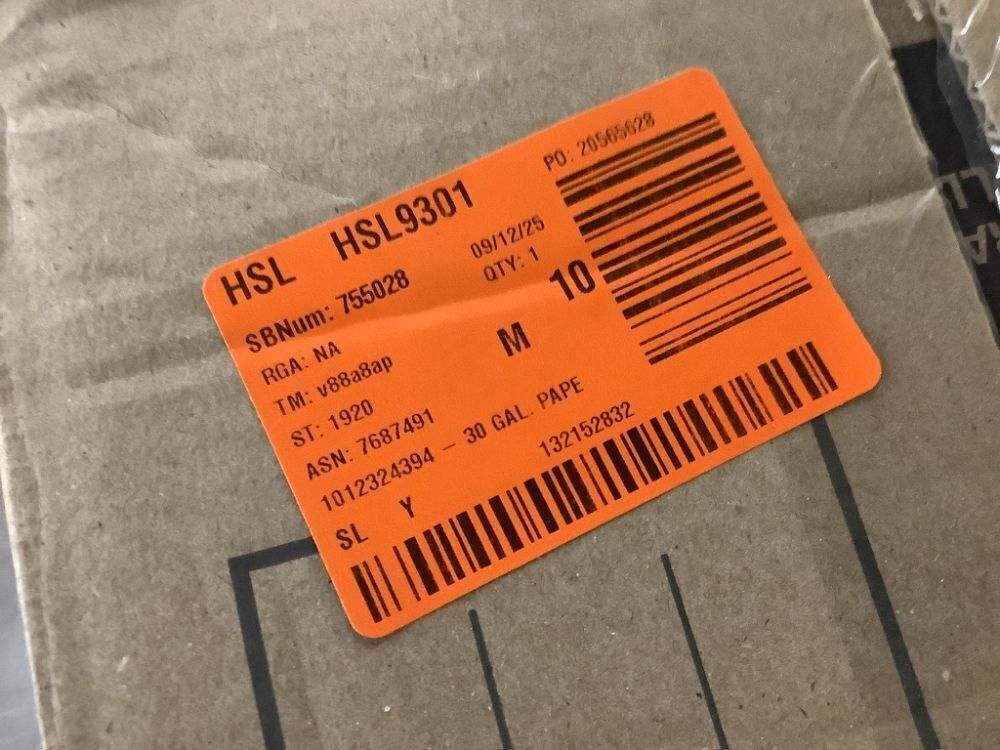 HSL HSL9301
PO: 20565628
SBNum: 755028 09/12/25
RGA: NA QTY: 1
TM: v88a8ap M 10
ST: 1920
ASN: 7687491
1012324394 – 30 GAL. PAPE
SL Y 132152832